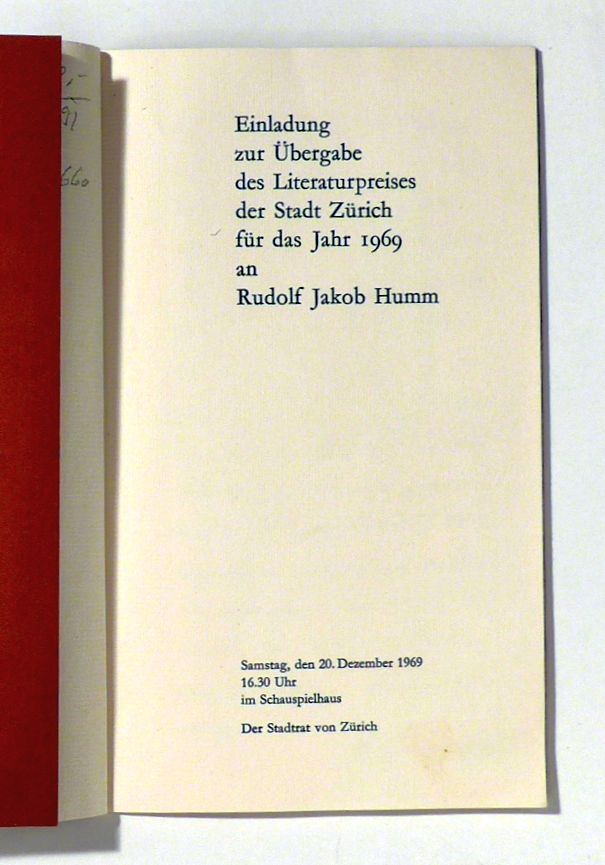 Einladung
zur Übergabe
des Literaturpreises
der Stadt Zürich
für das Jahr 1969
an
Rudolf Jakob Humm
Samstag, den 20. Dezember 1969
16.30 Uhr
im Schauspielhaus
Der Stadtrat von Zürich